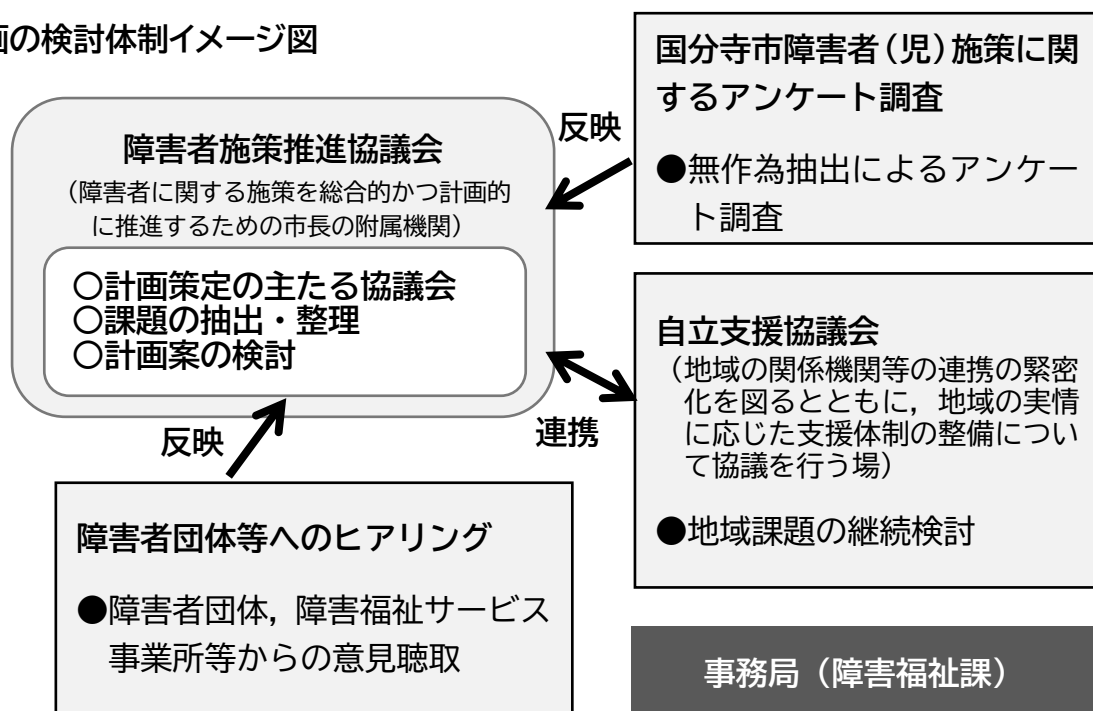 画の検討体制イメージ図
障害者施策推進協議会
（障害者に関する施策を総合的かつ計画的
に推進するための市長の附属機関）
〇計画策定の主たる協議会
〇課題の抽出・整理
〇計画案の検討
反映
国分寺市障害者（児）施策に関
するアンケート調査
●無作為抽出によるアンケー
ト調査
連携
自立支援協議会
（地域の関係機関等の連携の緊密
化を図るとともに，地域の実情
に応じた支援体制の整備につい
て協議を行う場）
●地域課題の継続検討
反映
障害者団体等へのヒアリング
●障害者団体，障害福祉サービス
事業所等からの意見聴取
事務局（障害福祉課）